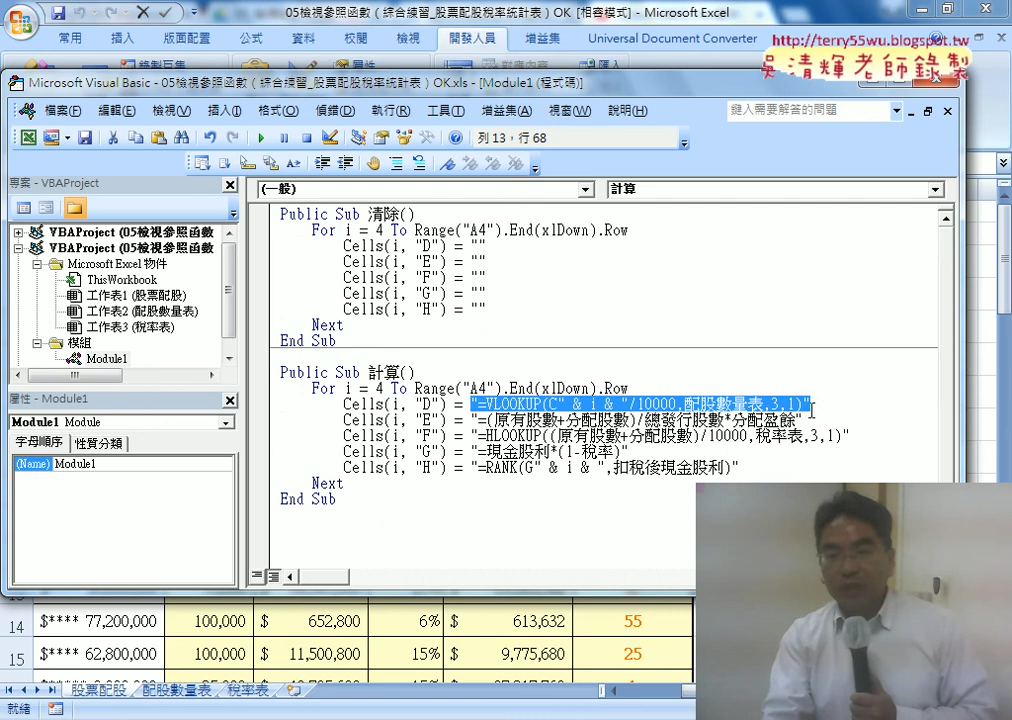 05檢視參照函數 ( 綜合練習_股票配股稅率統計表 ) OK [相容模式] - Microsoft Excel
常用 插入 版面配置 公式 資料 校閱 檢視 開發人員 增益集 Universal Document Converter
http://terry55wu.blogspot.tw
吳清輝老師錄製
Microsoft Visual Basic - 05檢視參照函數 ( 綜合練習_股票配股稅率統計表 ) OK.xls - [Module1 (程式碼)]
檔案(F) 編輯(E) 檢視(V) 插入(I) 格式(O) 偵錯(D) 執行(R) 工具(T) 增益集(A) 視窗(W) 說明(H) 鍵入需要解答的問題
列 13，行 68
專案 - VBAProject
(一般) 計算
VBAProject (05檢視參照函數
VBAProject (05檢視參照函數
Microsoft Excel 物件
ThisWorkbook
工作表1 (股票配股)
工作表2 (配股數量表)
工作表3 (稅率表)
模組
Module1
屬性 - Module1
Module1 Module
字母順序 性質分類
(Name) Module1
Public Sub 清除()
For i = 4 To Range("A4").End(xlDown).Row
Cells(i, "D") = ""
Cells(i, "E") = ""
Cells(i, "F") = ""
Cells(i, "G") = ""
Cells(i, "H") = ""
Next
End Sub
Public Sub 計算()
For i = 4 To Range("A4").End(xlDown).Row
Cells(i, "D") = "=VLOOKUP(C" & i & "/10000,配股數量表,3,1)"
Cells(i, "E") = "=(原有股數+分配股數)/總發行股數*分配盈餘"
Cells(i, "F") = "=HLOOKUP((原有股數+分配股數)/10000,稅率表,3,1)"
Cells(i, "G") = "=現金股利*(1-稅率)"
Cells(i, "H") = "=RANK(G" & i & ",扣稅後現金股利)"
Next
End Sub
14 $**** 77,200,000 100,000 $ 652,800 6% $ 613,632 55
15 $**** 62,800,000 100,000 $ 11,500,800 15% $ 9,775,680 25
股票配股 配股數量表 稅率表
就緒